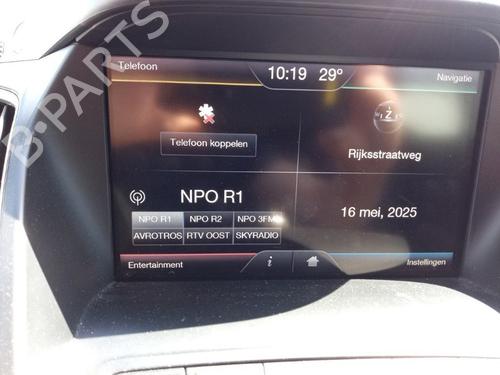 B-PARTS
Telefoon
10:19 29°
Navigatie
Telefoon koppelen
Z
Rijksstraatweg
NPO R1
NPO R1 NPO R2 NPO 3FM
AVROTROS RTV OOST SKYRADIO
16 mei, 2025
Entertainment
i
Instellingen